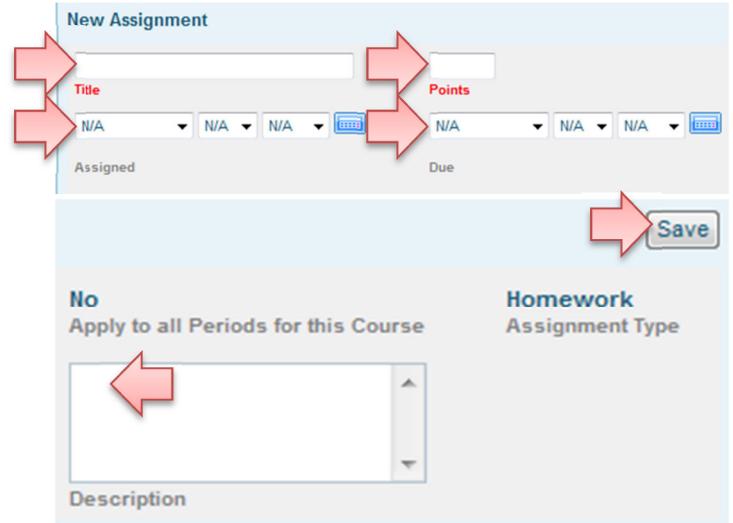 New Assignment
Title Points
N/A N/A N/A N/A N/A N/A
Assigned Due
Save
No Homework
Apply to all Periods for this Course Assignment Type
Description